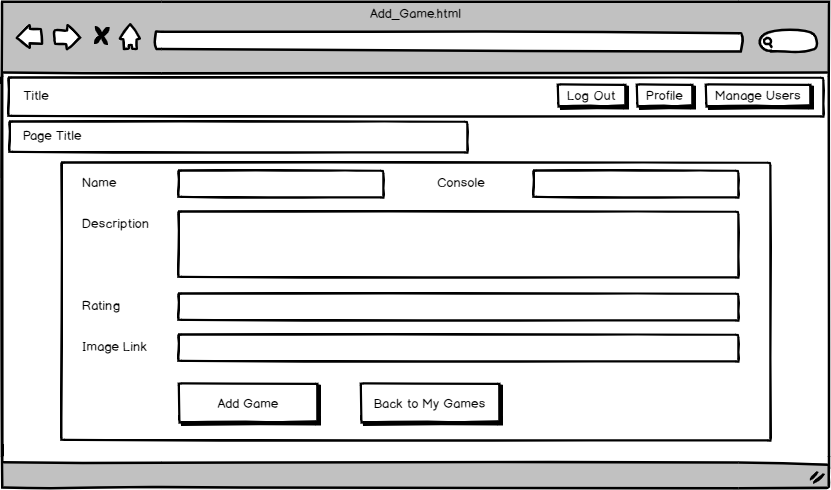 Add_Game.html
Title
Log Out
Profile
Manage Users
Page Title
Name
Console
Description
Rating
Image Link
Add Game
Back to My Games